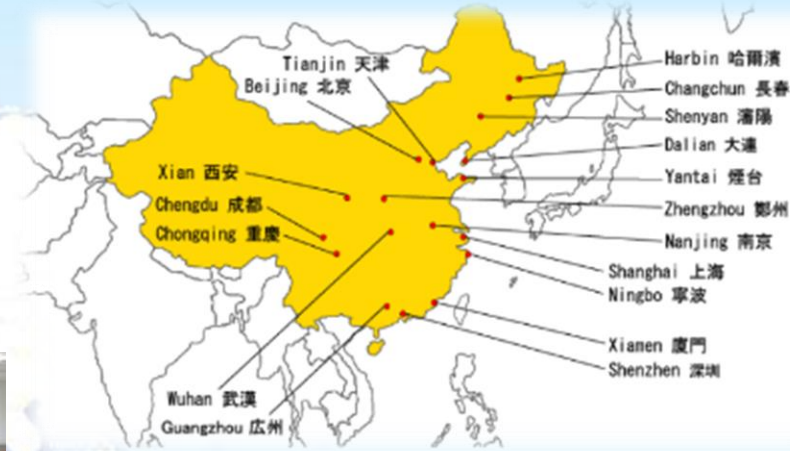 Tianjin 天津
Beijing 北京
Harbin 哈爾濱
Changchun 長春
Shenyan 瀋陽
Dalian 大連
Yantai 煙台
Zhengzhou 鄭州
Nanjing 南京
Shanghai 上海
Ningbo 寧波
Xiamen 廈門
Shenzhen 深圳
Xian 西安
Chengdu 成都
Chongqing 重慶
Wuhan 武漢
Guangzhou 広州